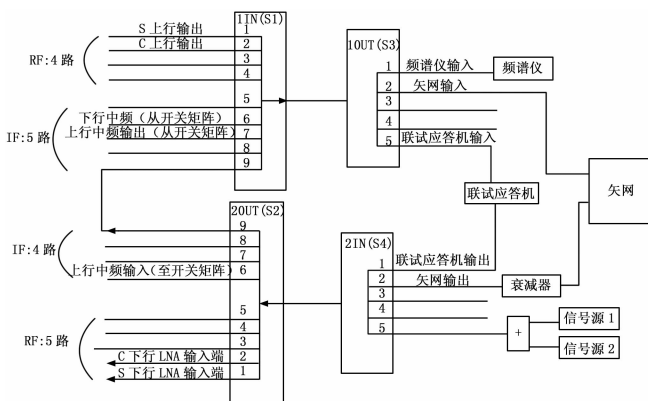 1IN(S1)
S 上行输出
1
C 上行输出
2
3
4
RF:4 路
5
下行中频（从开关矩阵）
6
上行中频输出（从开关矩阵）
7
8
9
IF:5 路
1OUT(S3)
1
频谱仪输入
频谱仪
2
矢网输入
3
4
5
联试应答机输入
联试应答机
矢网
2OUT(S2)
9
8
7
上行中频输入(至开关矩阵)
6
IF:4 路
5
4
3
C 下行 LNA 输入端
2
S 下行 LNA 输入端
1
RF:5 路
2IN(S4)
1
联试应答机输出
2
矢网输出
衰减器
3
4
5
+
信号源 1
信号源 2